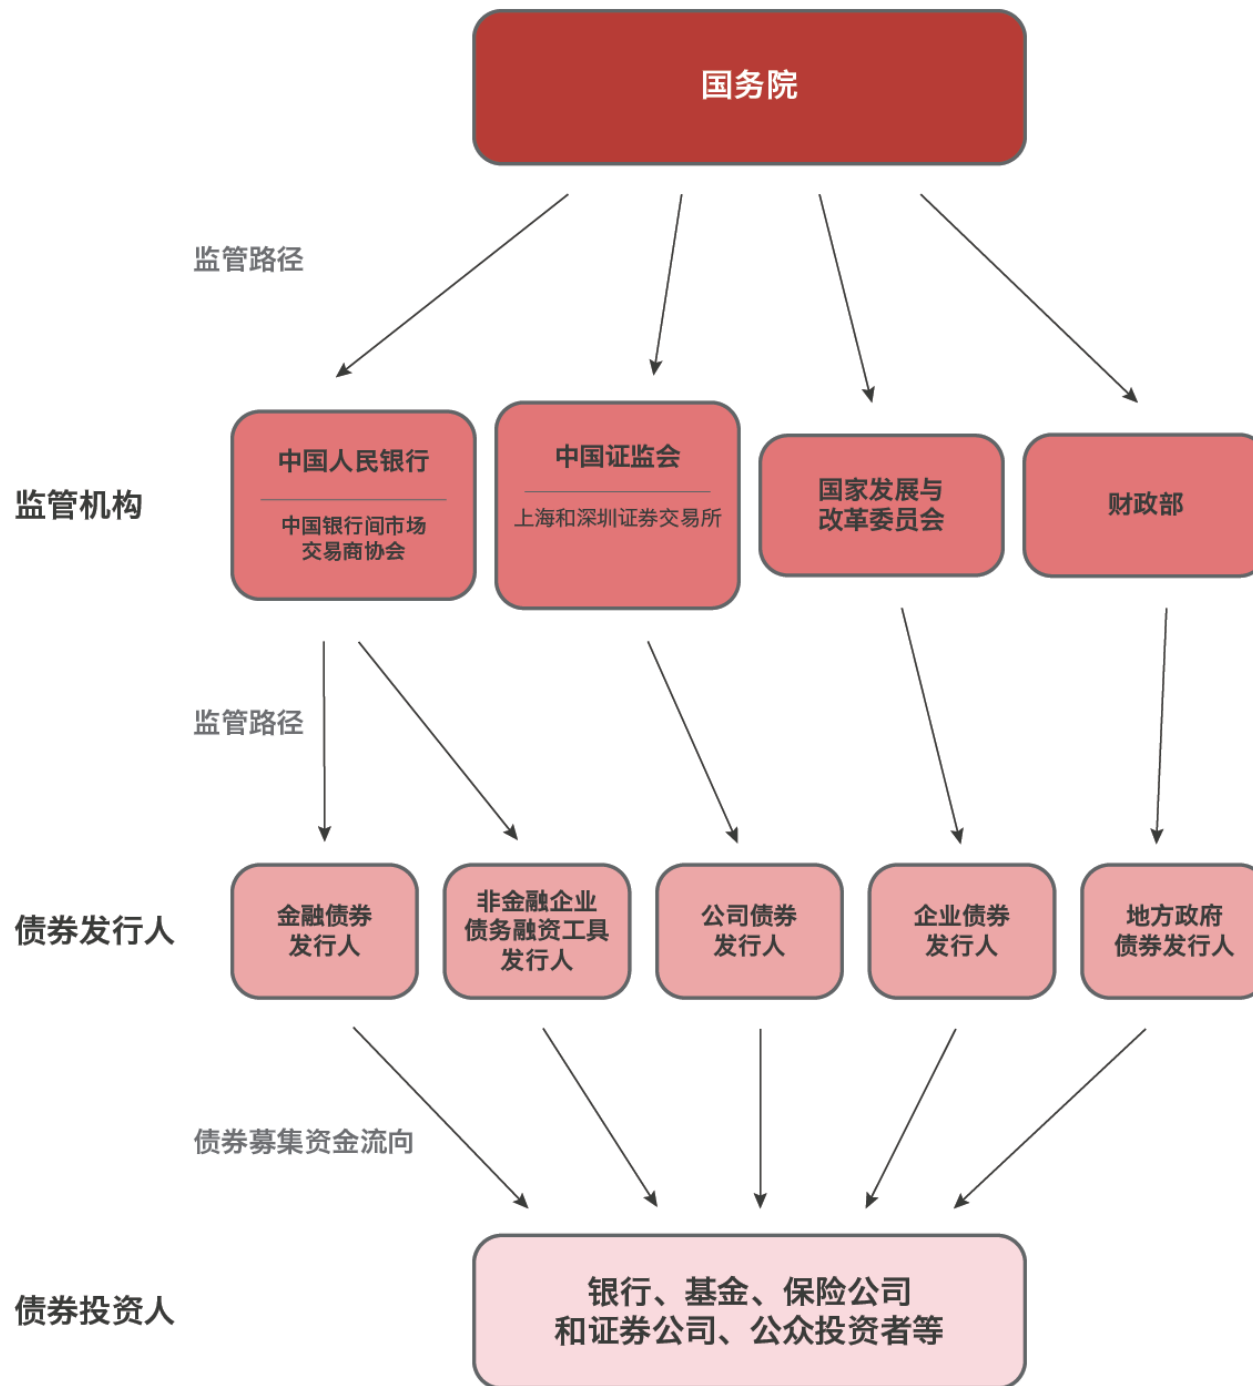 国务院
监管路径
监管机构
中国人民银行
中国银行间市场
交易商协会
中国证监会
上海和深圳证券交易所
国家发展与
改革委员会
财政部
监管路径
债券发行人
金融债券
发行人
非金融企业
债务融资工具
发行人
公司债券
发行人
企业债券
发行人
地方政府
债券发行人
债券募集资金流向
债券投资人
银行、基金、保险公司
和证券公司、公众投资者等